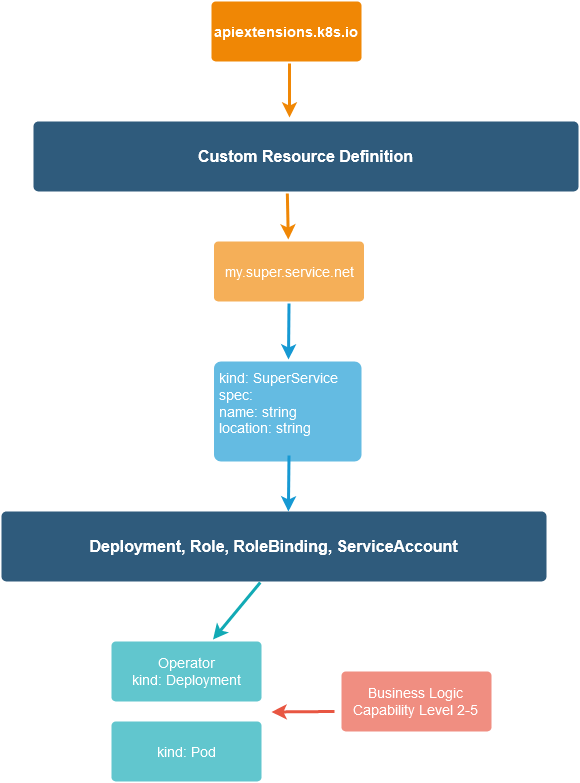 apiextensions.k8s.io
Custom Resource Definition
my.super.service.net
kind: SuperService
spec:
name: string
location: string
Deployment, Role, RoleBinding, ServiceAccount
Operator
kind: Deployment
Business Logic
Capability Level 2-5
kind: Pod